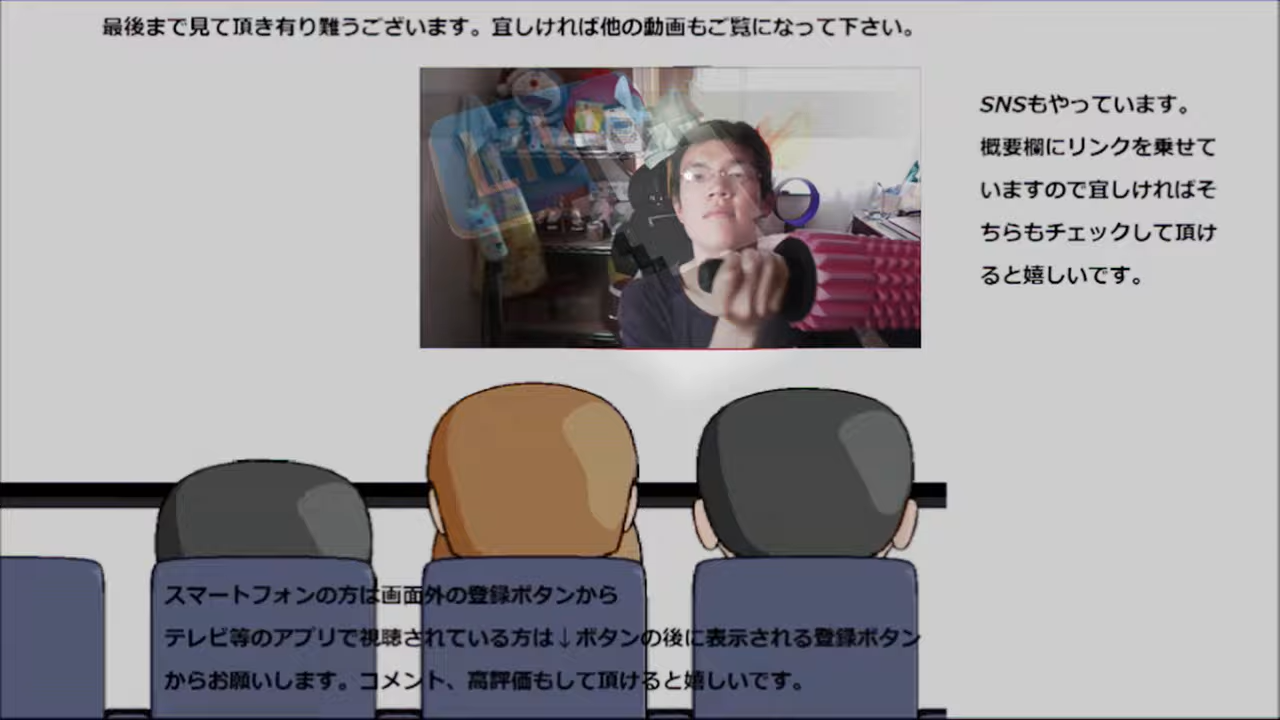 最後まで見て頂き有り難うございます。宜しければ他の動画もご覧になって下さい。
SNSもやっています。
概要欄にリンクを乗せて
いますので宜しければそ
ちらもチェックして頂け
ると嬉しいです。
スマートフォンの方は画面外の登録ボタンから
テレビ等のアプリで視聴されている方は↓ボタンの後に表示される登録ボタン
からお願いします。コメント、高評価もして頂けると嬉しいです。